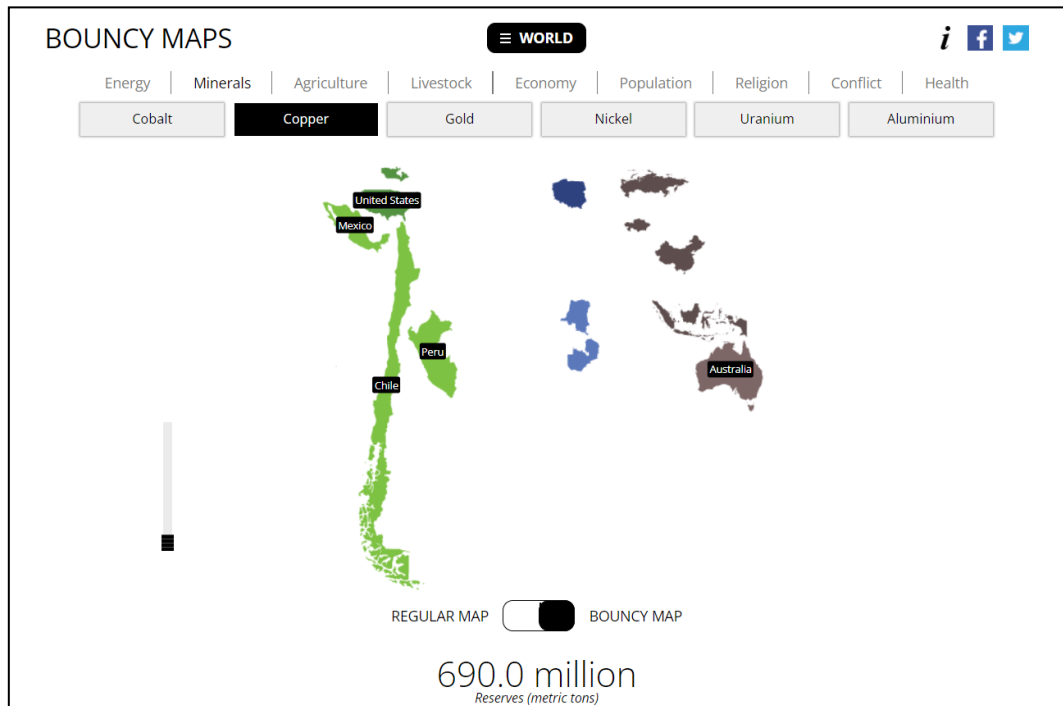 BOUNCY MAPS
☰ WORLD
i f
Energy | Minerals | Agriculture | Livestock | Economy | Population | Religion | Conflict | Health
Cobalt Copper Gold Nickel Uranium Aluminium
United States
Mexico
Peru
Australia
Chile
REGULAR MAP BOUNCY MAP
690.0 million
Reserves (metric tons)